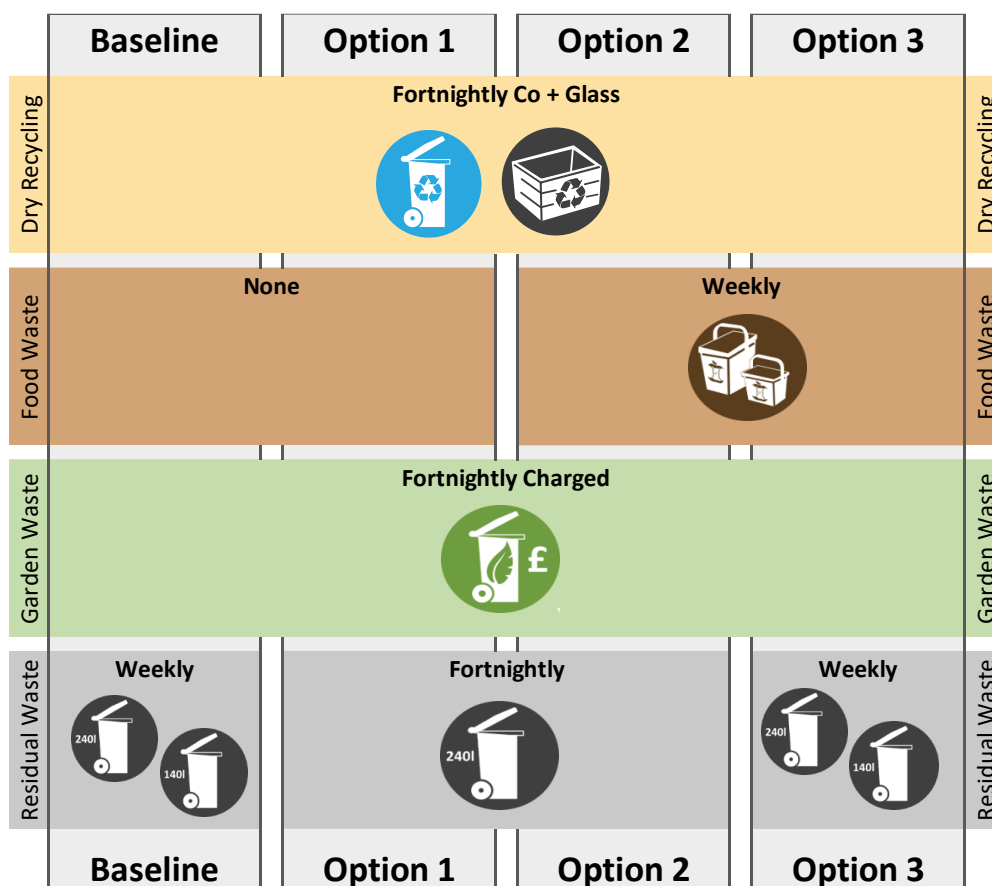 Baseline
Option 1
Option 2
Option 3
Dry Recycling
Fortnightly Co + Glass
Dry Recycling
Food Waste
None
Weekly
Food Waste
Garden Waste
Fortnightly Charged
£
Garden Waste
Residual Waste
Weekly
240l
140l
Fortnightly
240l
Weekly
240l
140l
Residual Waste
Baseline
Option 1
Option 2
Option 3